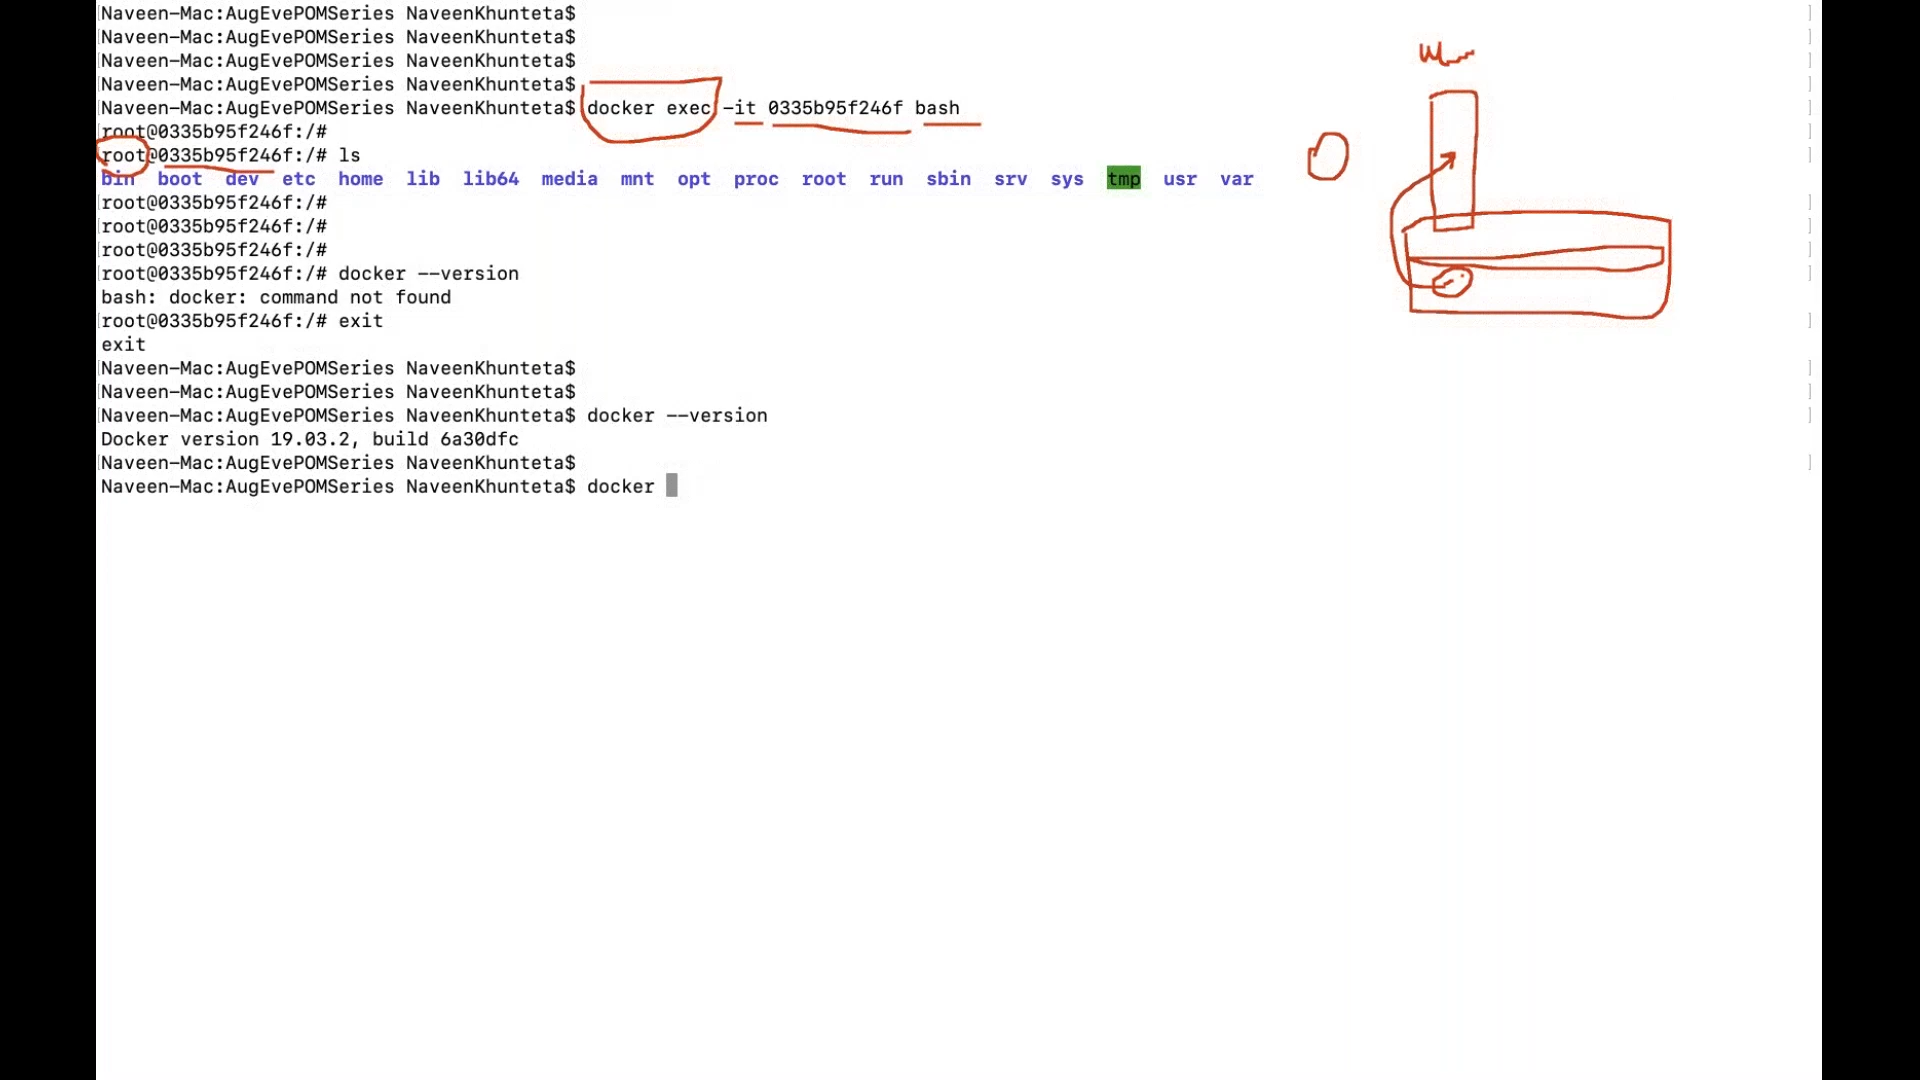 Naveen-Mac:AugEvePOMSeries NaveenKhunteta$
Naveen-Mac:AugEvePOMSeries NaveenKhunteta$
Naveen-Mac:AugEvePOMSeries NaveenKhunteta$
Naveen-Mac:AugEvePOMSeries NaveenKhunteta$
Naveen-Mac:AugEvePOMSeries NaveenKhunteta$ docker exec -it 0335b95f246f bash
root@0335b95f246f:/#
root@0335b95f246f:/# ls
bin boot dev etc home lib lib64 media mnt opt proc root run sbin srv sys tmp usr var
root@0335b95f246f:/#
root@0335b95f246f:/#
root@0335b95f246f:/#
root@0335b95f246f:/# docker --version
bash: docker: command not found
root@0335b95f246f:/# exit
exit
Naveen-Mac:AugEvePOMSeries NaveenKhunteta$
Naveen-Mac:AugEvePOMSeries NaveenKhunteta$
Naveen-Mac:AugEvePOMSeries NaveenKhunteta$ docker --version
Docker version 19.03.2, build 6a30dfc
Naveen-Mac:AugEvePOMSeries NaveenKhunteta$
Naveen-Mac:AugEvePOMSeries NaveenKhunteta$ docker